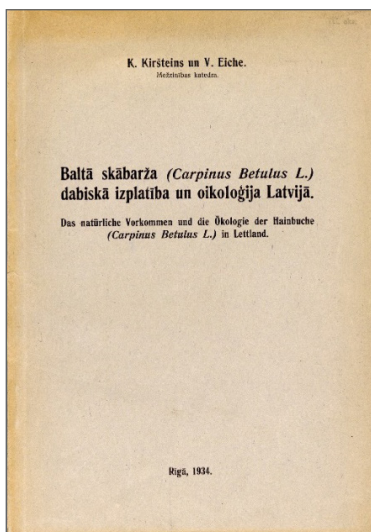 K. Kiršteins un V. Eiche.
Mežniecības katedra.
Baltā skābarža (Carpinus Betulus L.)
dabiskā izplatība un oikoloģija Latvijā.
Das natürliche Vorkommen und die Ökologie der Hainbuche
(Carpinus Betulus L.) in Lettland.
Rīgā, 1934.